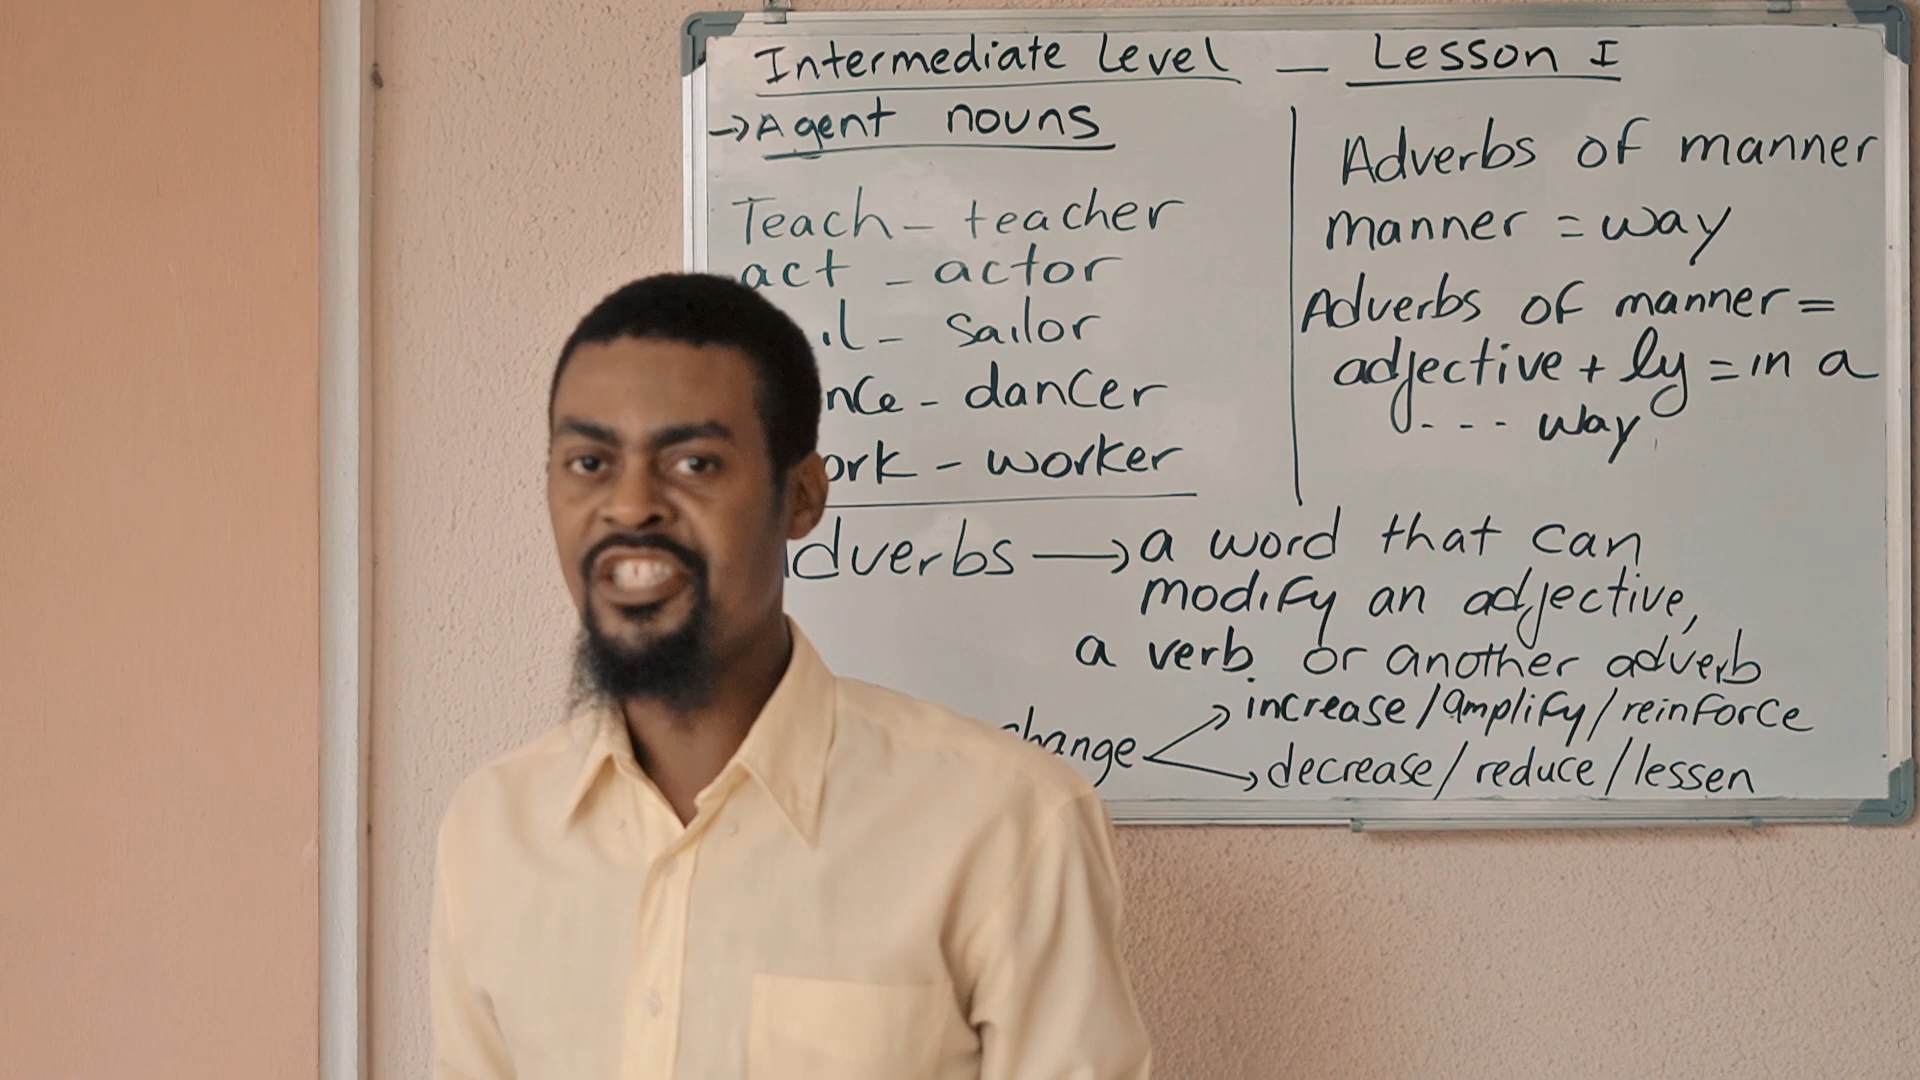 Intermediate Level — Lesson I
→ Agent nouns
Teach – teacher
act – actor
– sailor
– dancer
– worker
Adverbs of manner
manner = way
Adverbs of manner =
adjective + ly = in a
- - - way
→ a word that can
modify an adjective,
a verb or another adverb
→ increase/amplify/reinforce
→ decrease/reduce/lessen